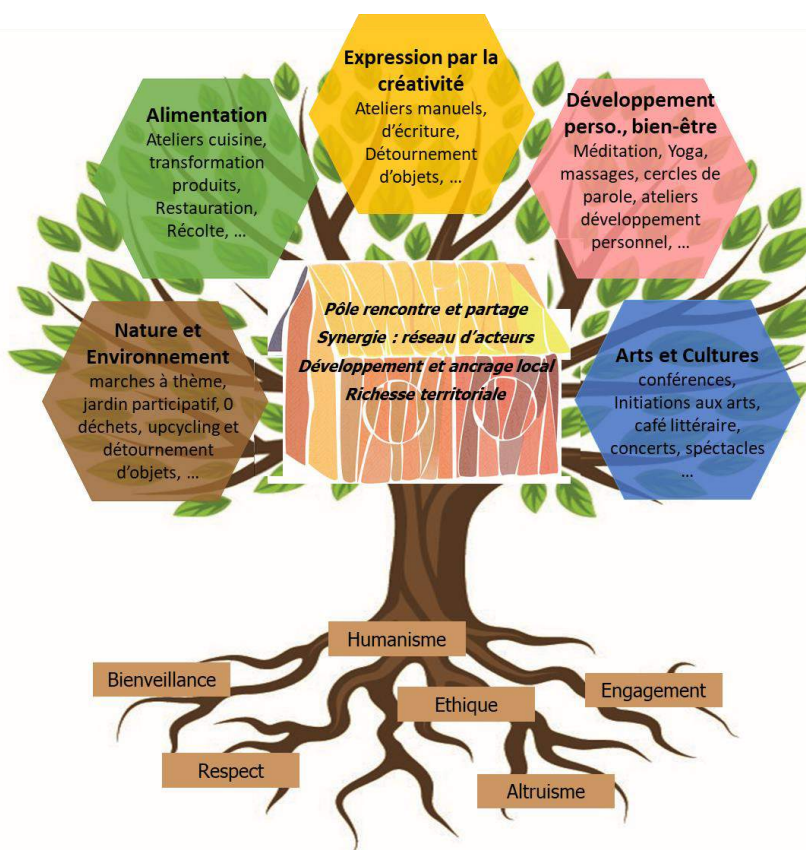 Expression par la
créativité
Ateliers manuels,
d'écriture,
Détournement
d'objets, ...
Alimentation
Ateliers cuisine,
transformation
produits,
Restauration,
Récolte, ...
Développement
perso., bien-être
Méditation, Yoga,
massages, cercles de
parole, ateliers
développement
personnel, ...
Nature et
Environnement
marches à thème,
jardin participatif, 0
déchets, upcycling et
détournement
d'objets, ...
Pôle rencontre et partage
Synergie : réseau d'acteurs
Développement et ancrage local
Richesse territoriale
Arts et Cultures
conférences,
Initiations aux arts,
café littéraire,
concerts, spéctacles
...
Humanisme
Bienveillance
Engagement
Ethique
Respect
Altruisme